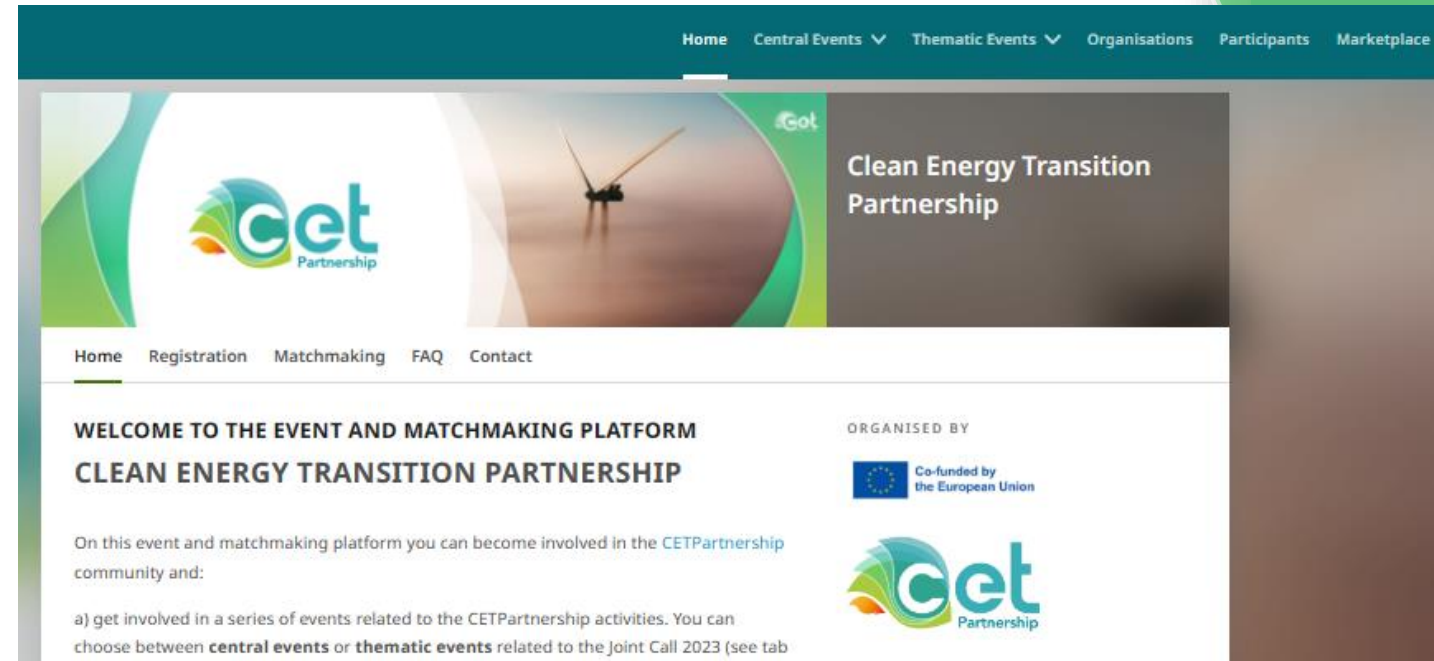 Home Central Events Thematic Events Organisations Participants Marketplace
cet
cet
Partnership
Clean Energy Transition
Partnership
Home Registration Matchmaking FAQ Contact
WELCOME TO THE EVENT AND MATCHMAKING PLATFORM
CLEAN ENERGY TRANSITION PARTNERSHIP
On this event and matchmaking platform you can become involved in the CETPartnership
community and:
a) get involved in a series of events related to the CETPartnership activities. You can
choose between central events or thematic events related to the Joint Call 2023 (see tab
ORGANISED BY
Co-funded by
the European Union
cet
Partnership